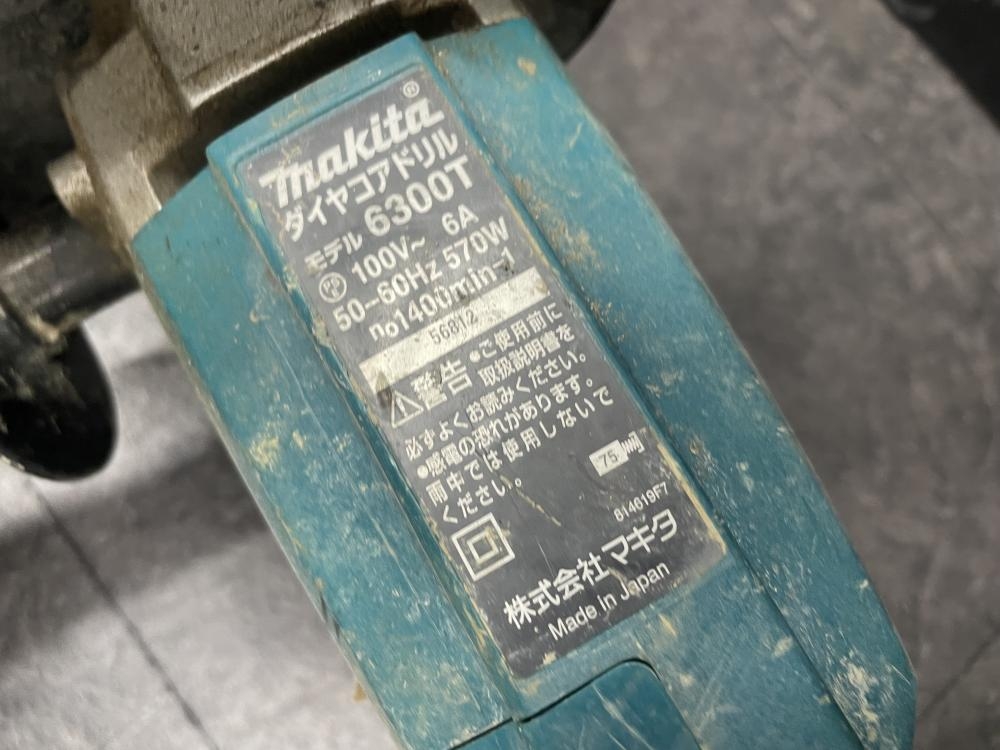 makita®
ダイヤコアドリル
モデル 6300T
100V~ 6A
50-60Hz 570W
n₀1400min-1
56812
警告 ●ご使用前に
取扱説明書を
必ずよくお読みください。
●感電の恐れがあります。
雨中では使用しないで
ください。
75
814619F7
株式会社マキタ
Made in Japan